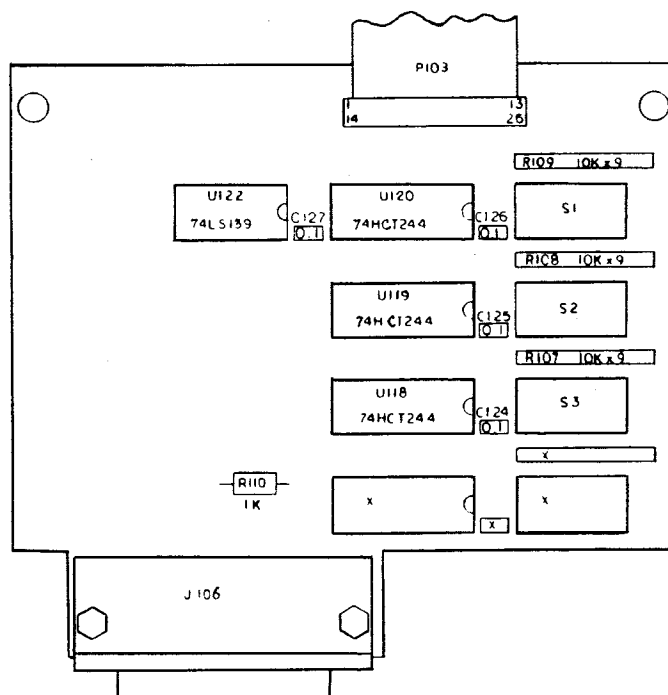 P103
1 13
14 26
R109 10K x 9
U122
74LS139
C127
0.1
U120
74HCT244
C126
0.1
S1
R108 10K x 9
U119
74HCT244
C125
0.1
S2
R107 10K x 9
U118
74HCT244
C124
0.1
S3
x
R110
1K
x
x
x
J106